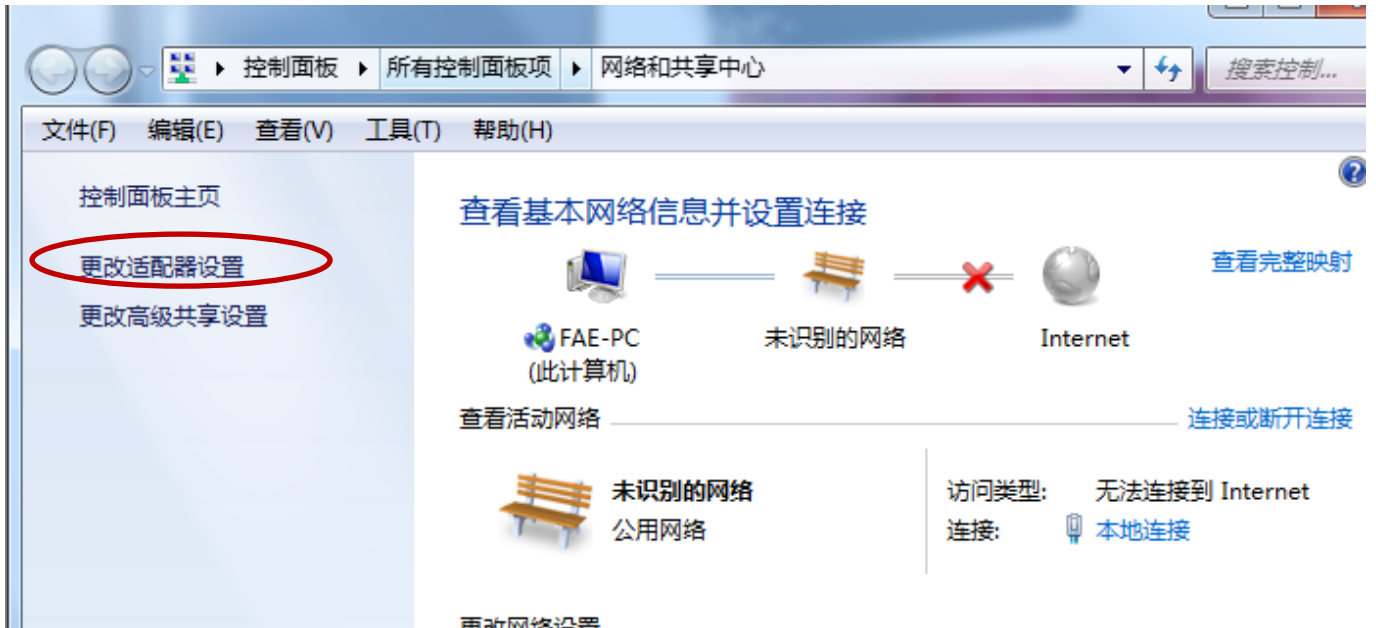 控制面板 所有控制面板项 网络和共享中心 搜索控制...
文件(F) 编辑(E) 查看(V) 工具(T) 帮助(H)
控制面板主页
更改适配器设置
更改高级共享设置
查看基本网络信息并设置连接
查看完整映射
FAE-PC
(此计算机)
未识别的网络
Internet
查看活动网络
连接或断开连接
未识别的网络
公用网络
访问类型: 无法连接到 Internet
连接: 本地连接
更改网络设置